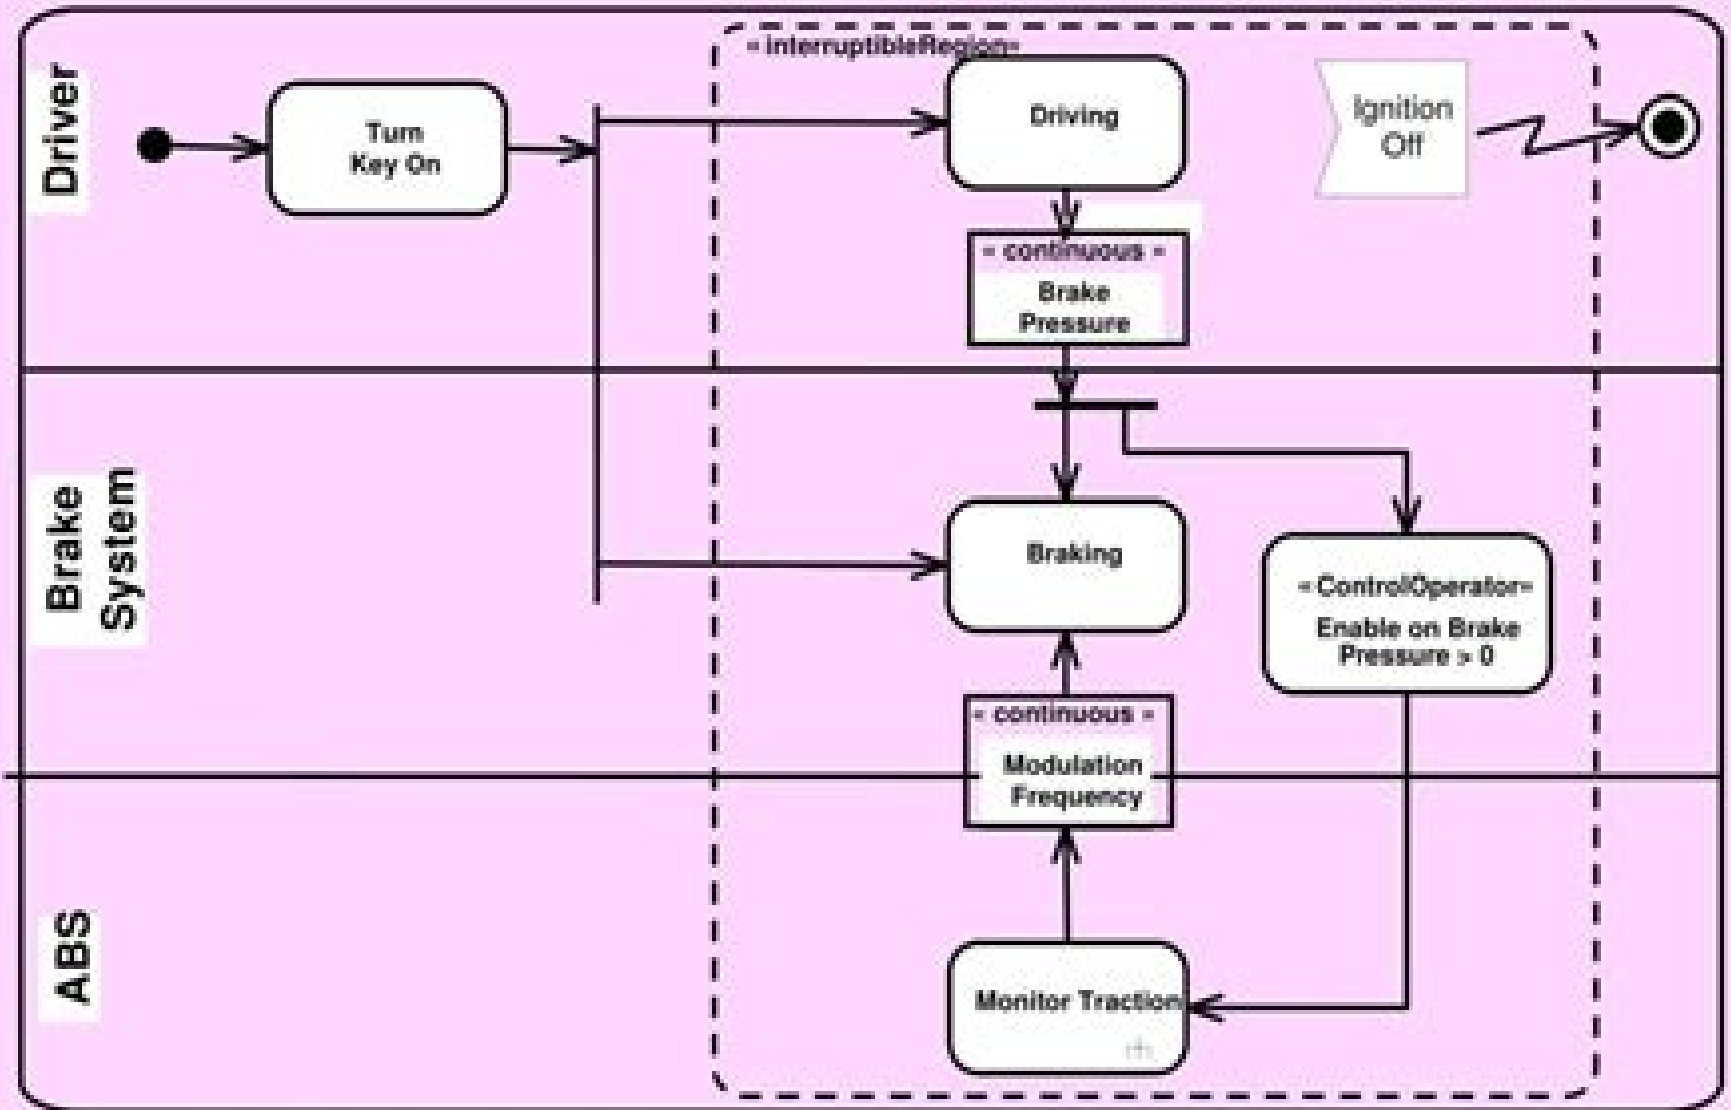 Driver
« interruptibleRegion»
Turn
Key On
Driving
Ignition
Off
« continuous »
Brake
Pressure
Brake
System
Braking
«ControlOperator»
Enable on Brake
Pressure > 0
« continuous »
Modulation
Frequency
ABS
Monitor Traction